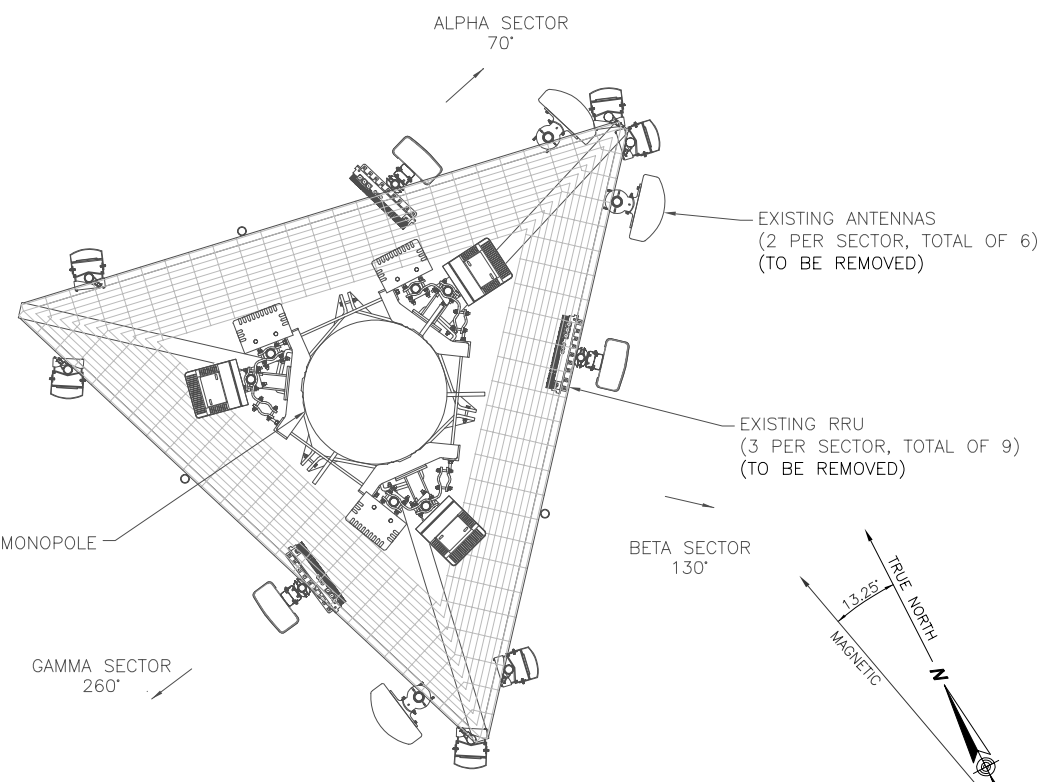 ALPHA SECTOR
70°
EXISTING ANTENNAS
(2 PER SECTOR, TOTAL OF 6)
(TO BE REMOVED)
EXISTING RRU
(3 PER SECTOR, TOTAL OF 9)
(TO BE REMOVED)
MONOPOLE
BETA SECTOR
130°
GAMMA SECTOR
260°
TRUE NORTH
13.25°
MAGNETIC
N